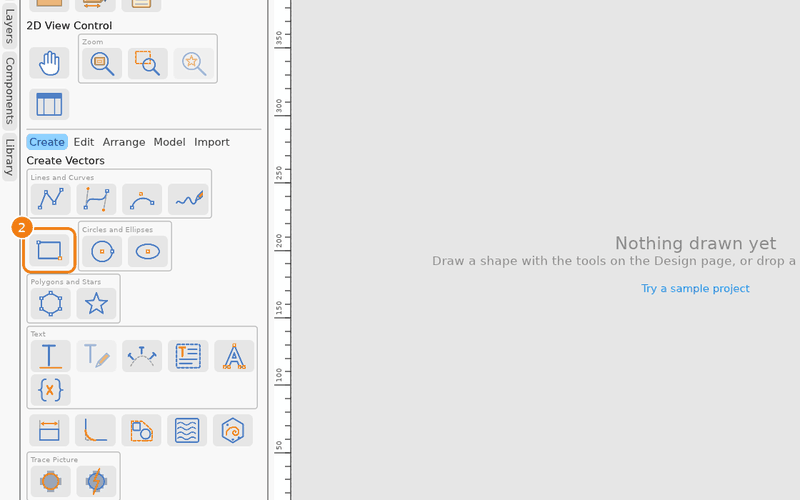 Layers
Components
Library
2D View Control
Zoom
Create Edit Arrange Model Import
Create Vectors
Lines and Curves
2
Circles and Ellipses
Polygons and Stars
Text
Trace Picture
350
300
250
200
150
100
50
Nothing drawn yet
Draw a shape with the tools on the Design page, or drop a
Try a sample project